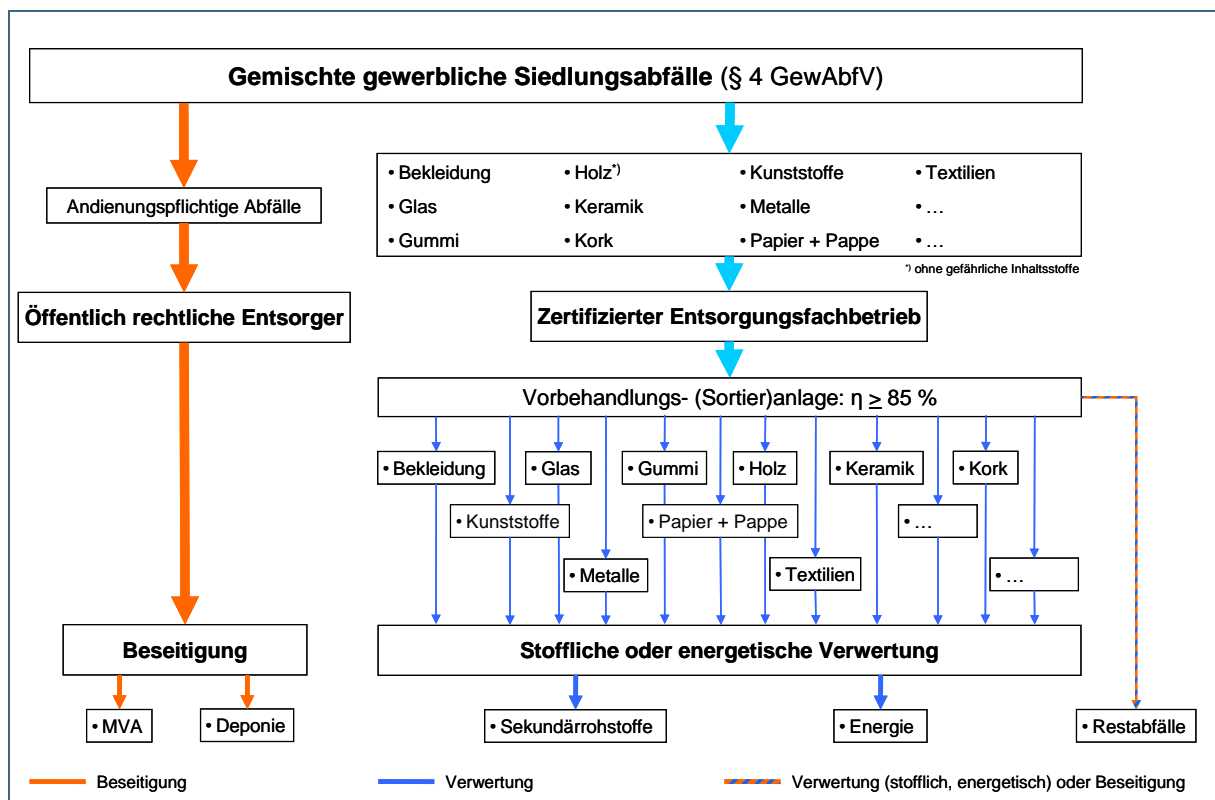 Gemischte gewerbliche Siedlungsabfälle (§ 4 GewAbfV)
Andienungspflichtige Abfälle
Öffentlich rechtliche Entsorger
• Bekleidung • Holz*) • Kunststoffe • Textilien
• Glas • Keramik • Metalle • ...
• Gummi • Kork • Papier + Pappe • ...
*) ohne gefährliche Inhaltsstoffe
Zertifizierter Entsorgungsfachbetrieb
Vorbehandlungs- (Sortier)anlage: η ≥ 85 %
• Bekleidung • Glas • Gummi • Holz • Keramik • Kork
• Kunststoffe • Papier + Pappe • ...
• Metalle • Textilien • ...
Beseitigung
• MVA • Deponie
Stoffliche oder energetische Verwertung
• Sekundärrohstoffe • Energie • Restabfälle
Beseitigung Verwertung Verwertung (stofflich, energetisch) oder Beseitigung